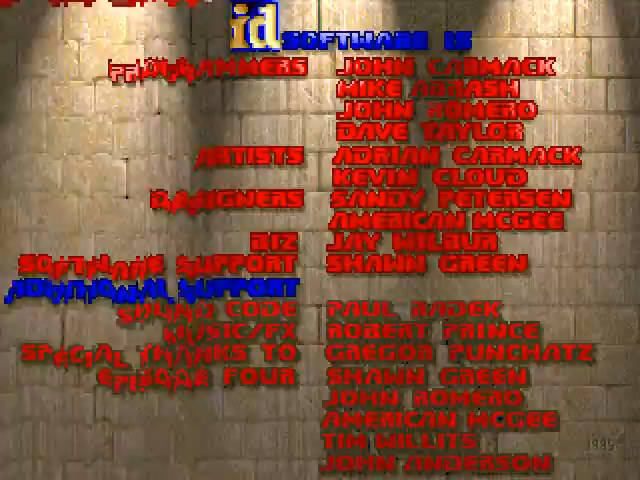 id SOFTWARE IS
PROGRAMMERS JOHN CARMACK
MIKE ABRASH
JOHN ROMERO
DAVE TAYLOR
ARTISTS ADRIAN CARMACK
KEVIN CLOUD
DESIGNERS SANDY PETERSEN
AMERICAN MCGEE
BIZ JAY WILBUR
SOFTWARE SUPPORT SHAWN GREEN
ADDITIONAL SUPPORT
SOUND CODE PAUL RADEK
MUSIC/FX ROBERT PRINCE
SPECIAL THANKS TO GREGOR PUNCHATZ
EPISODE FOUR SHAWN GREEN
JOHN ROMERO
AMERICAN MCGEE
TIM WILLITS
1995
JOHN ANDERSON